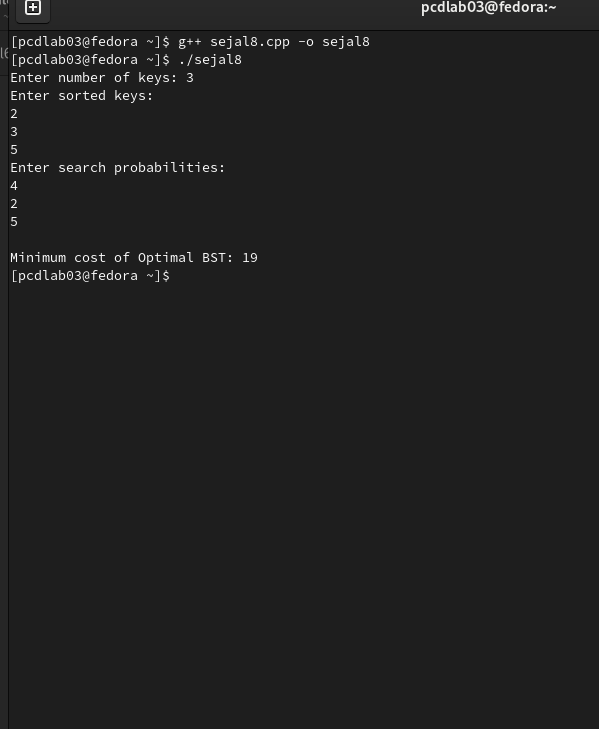 pcdlab03@fedora:~
[pcdlab03@fedora ~]$ g++ sejal8.cpp -o sejal8
[pcdlab03@fedora ~]$ ./sejal8
Enter number of keys: 3
Enter sorted keys:
2
3
5
Enter search probabilities:
4
2
5
Minimum cost of Optimal BST: 19
[pcdlab03@fedora ~]$